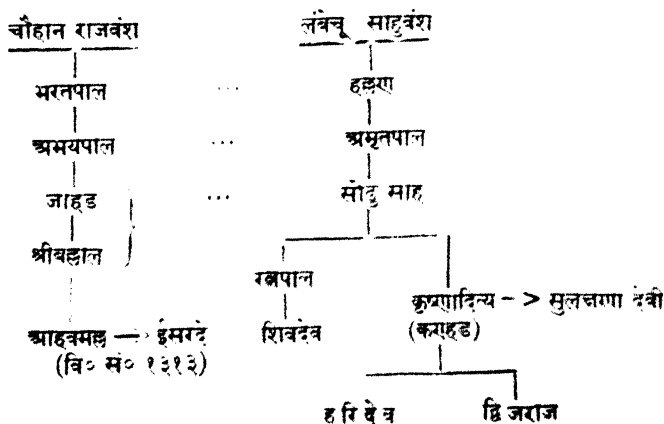 चौहान राजवंश लंबेचू साहुवंश
भरतपाल ... हल्लण
अभयपाल ... अमृतपाल
जाहड ... सोढु साह
श्रीबल्लाल
रत्नपाल
कृष्णादित्य -> सुलक्षणा देवी
आहवमल्ल -> ईसरदे शिवदेव (कण्हड)
(वि० सं० १३१३)
हरिदेव द्विजराज